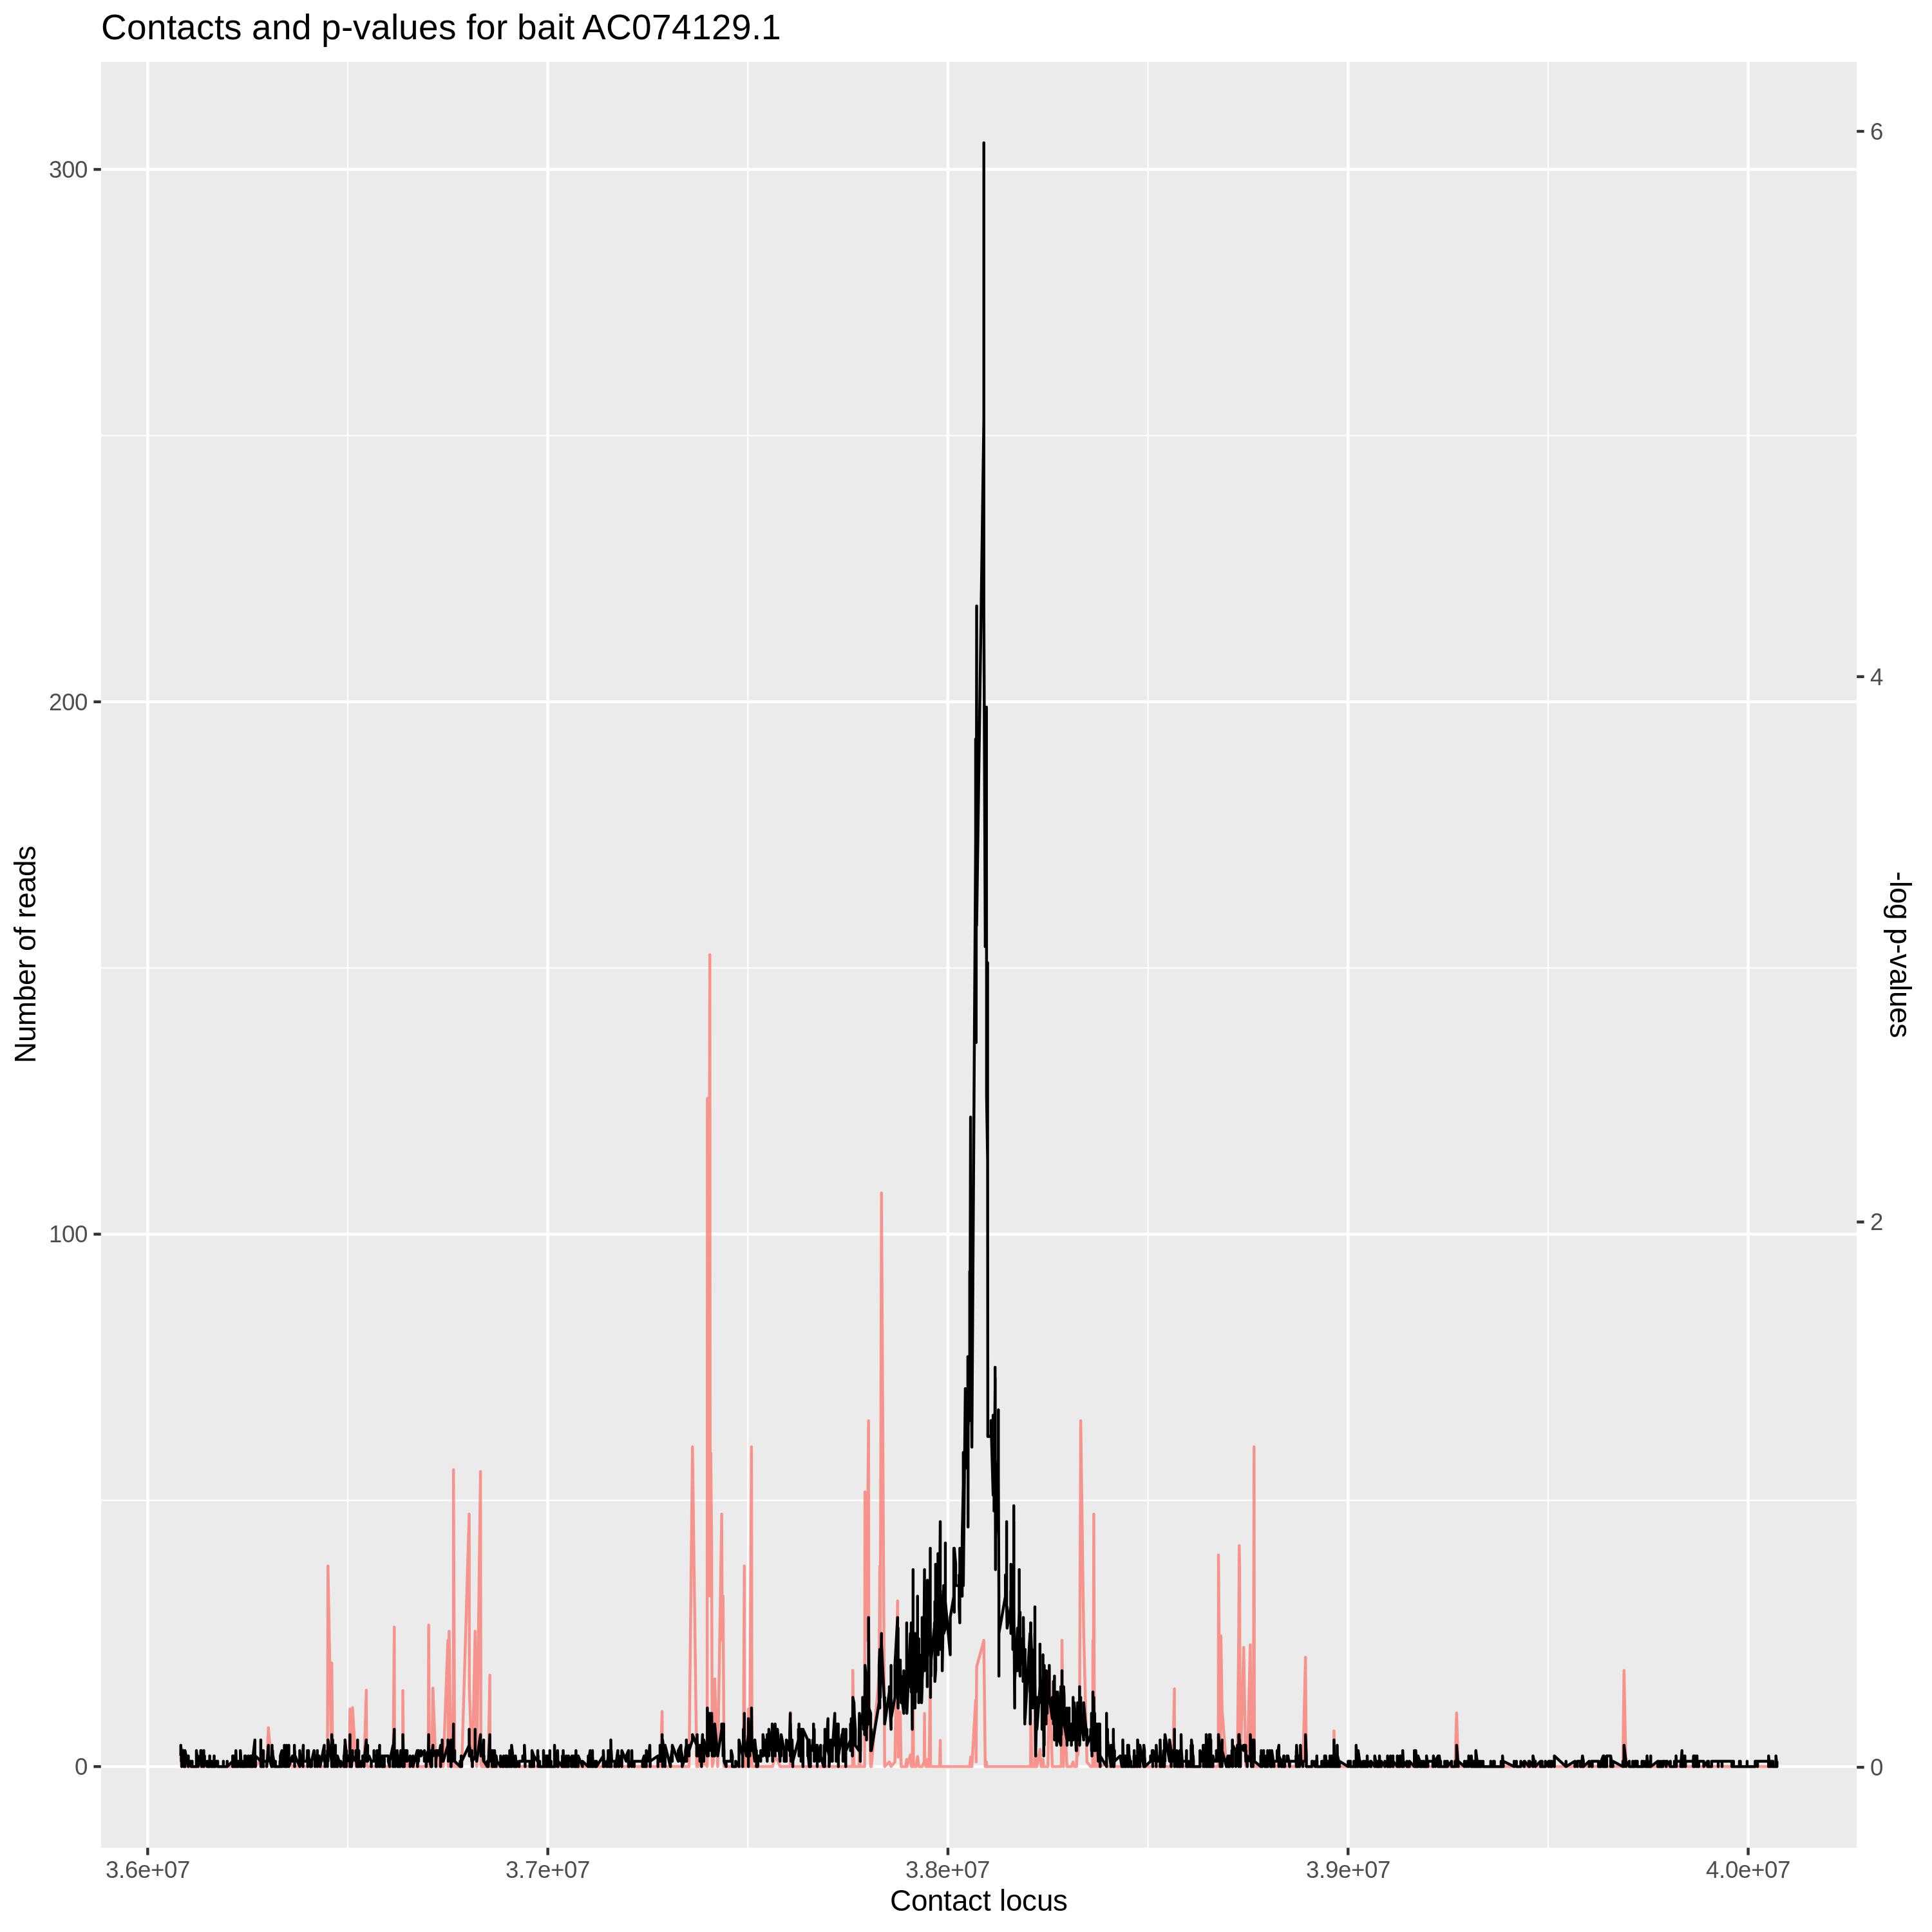 Contacts and p-values for bait AC074129.1
300
200
100
0
Number of reads
6
4
2
0
-log p-values
3.6e+07 3.7e+07 3.8e+07 3.9e+07 4.0e+07
Contact locus